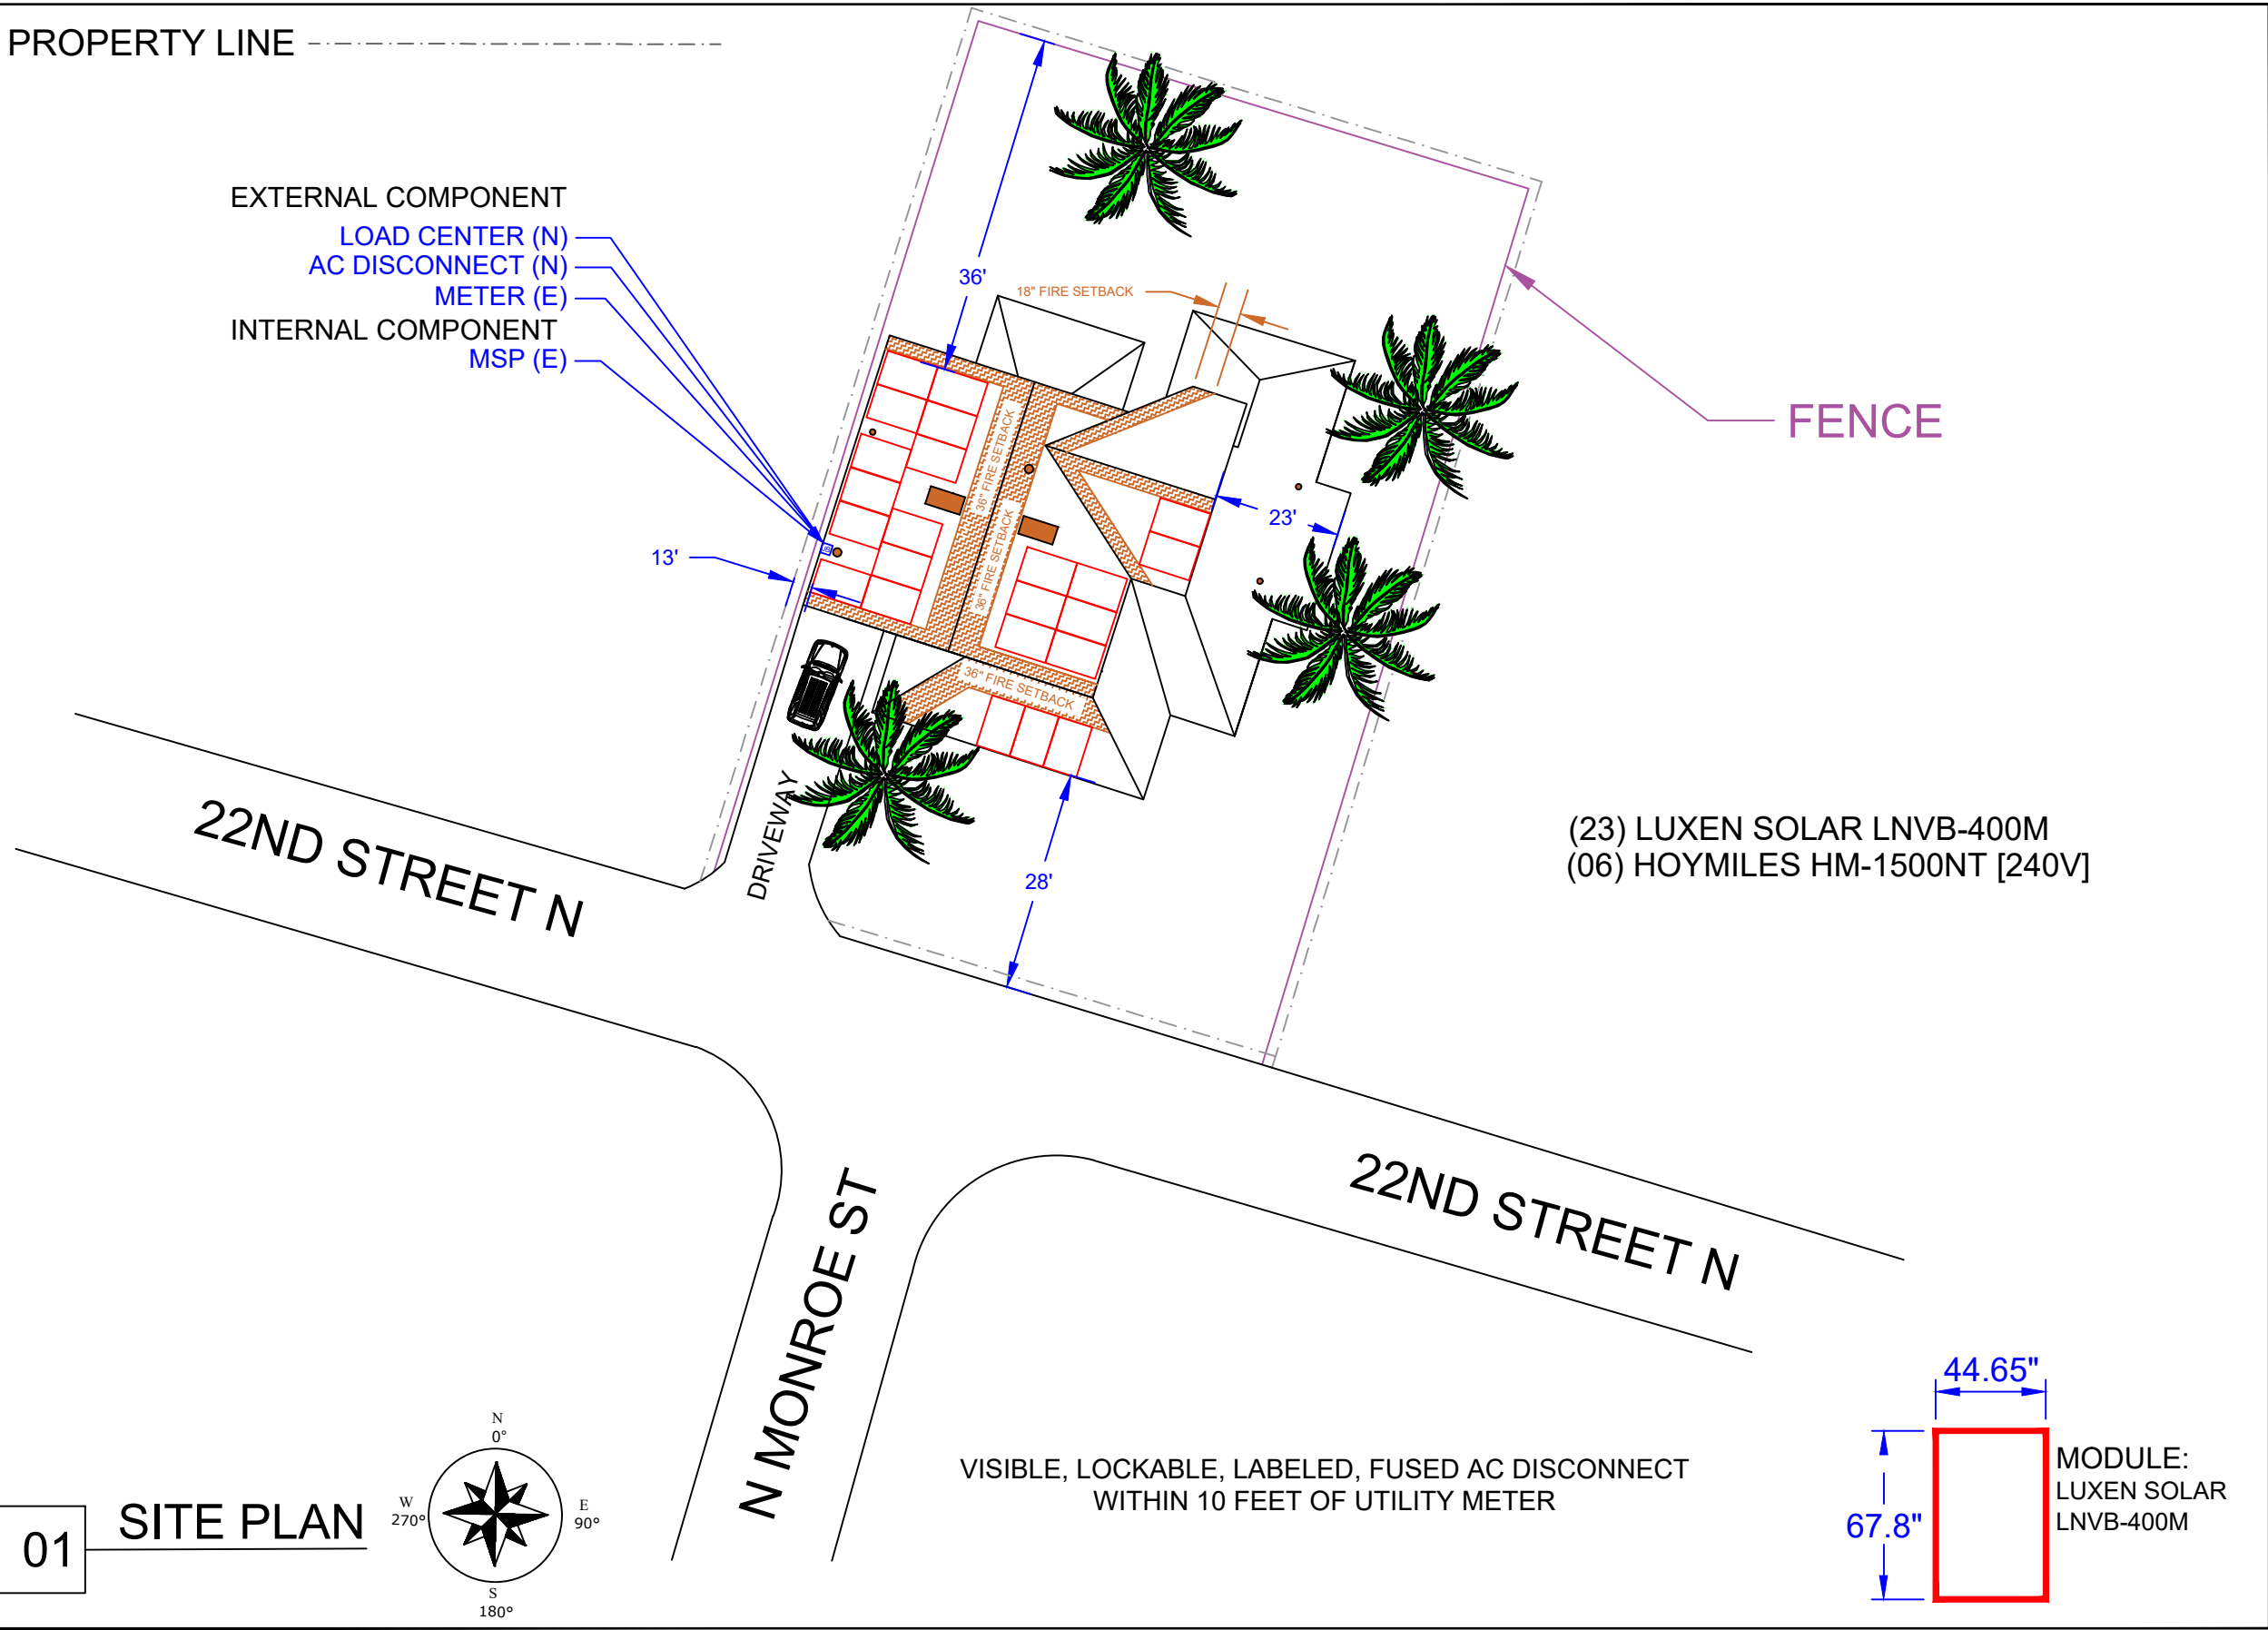 PROPERTY LINE
EXTERNAL COMPONENT
LOAD CENTER (N)
AC DISCONNECT (N)
METER (E)
INTERNAL COMPONENT
MSP (E)
36'
18" FIRE SETBACK
FENCE
36" FIRE SETBACK
36" FIRE SETBACK
23'
13'
36" FIRE SETBACK
DRIVEWAY
28'
22ND STREET N
(23) LUXEN SOLAR LNVB-400M
(06) HOYMILES HM-1500NT [240V]
22ND STREET N
N MONROE ST
01
SITE PLAN
N
0°
W
270°
E
90°
S
180°
VISIBLE, LOCKABLE, LABELED, FUSED AC DISCONNECT
WITHIN 10 FEET OF UTILITY METER
44.65"
67.8"
MODULE:
LUXEN SOLAR
LNVB-400M